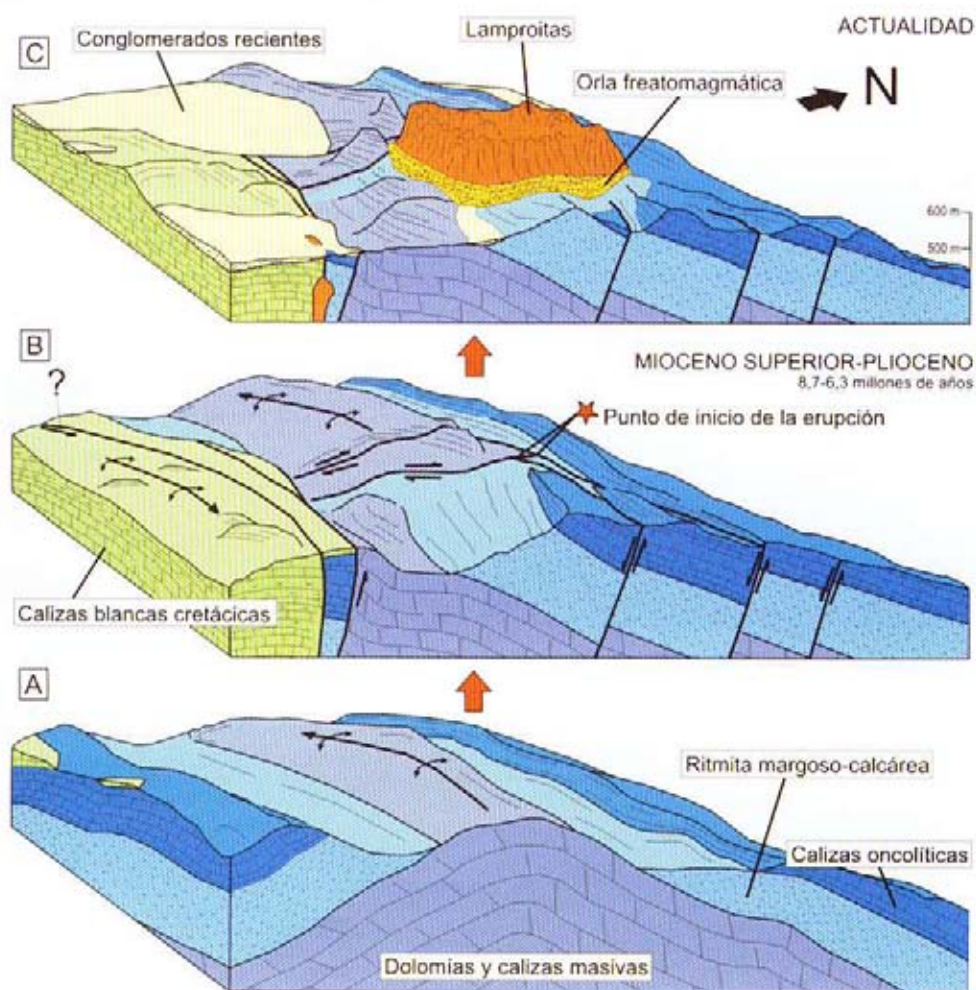 C
Conglomerados recientes
Lamproitas
ACTUALIDAD
Orla freatomagmática
N
600 m
500 m
B
MIOCENO SUPERIOR-PLIOCENO
8,7-6,3 millones de años
?
Punto de inicio de la erupción
Calizas blancas cretácicas
A
Ritmita margoso-calcárea
Calizas oncolíticas
Dolomías y calizas masivas